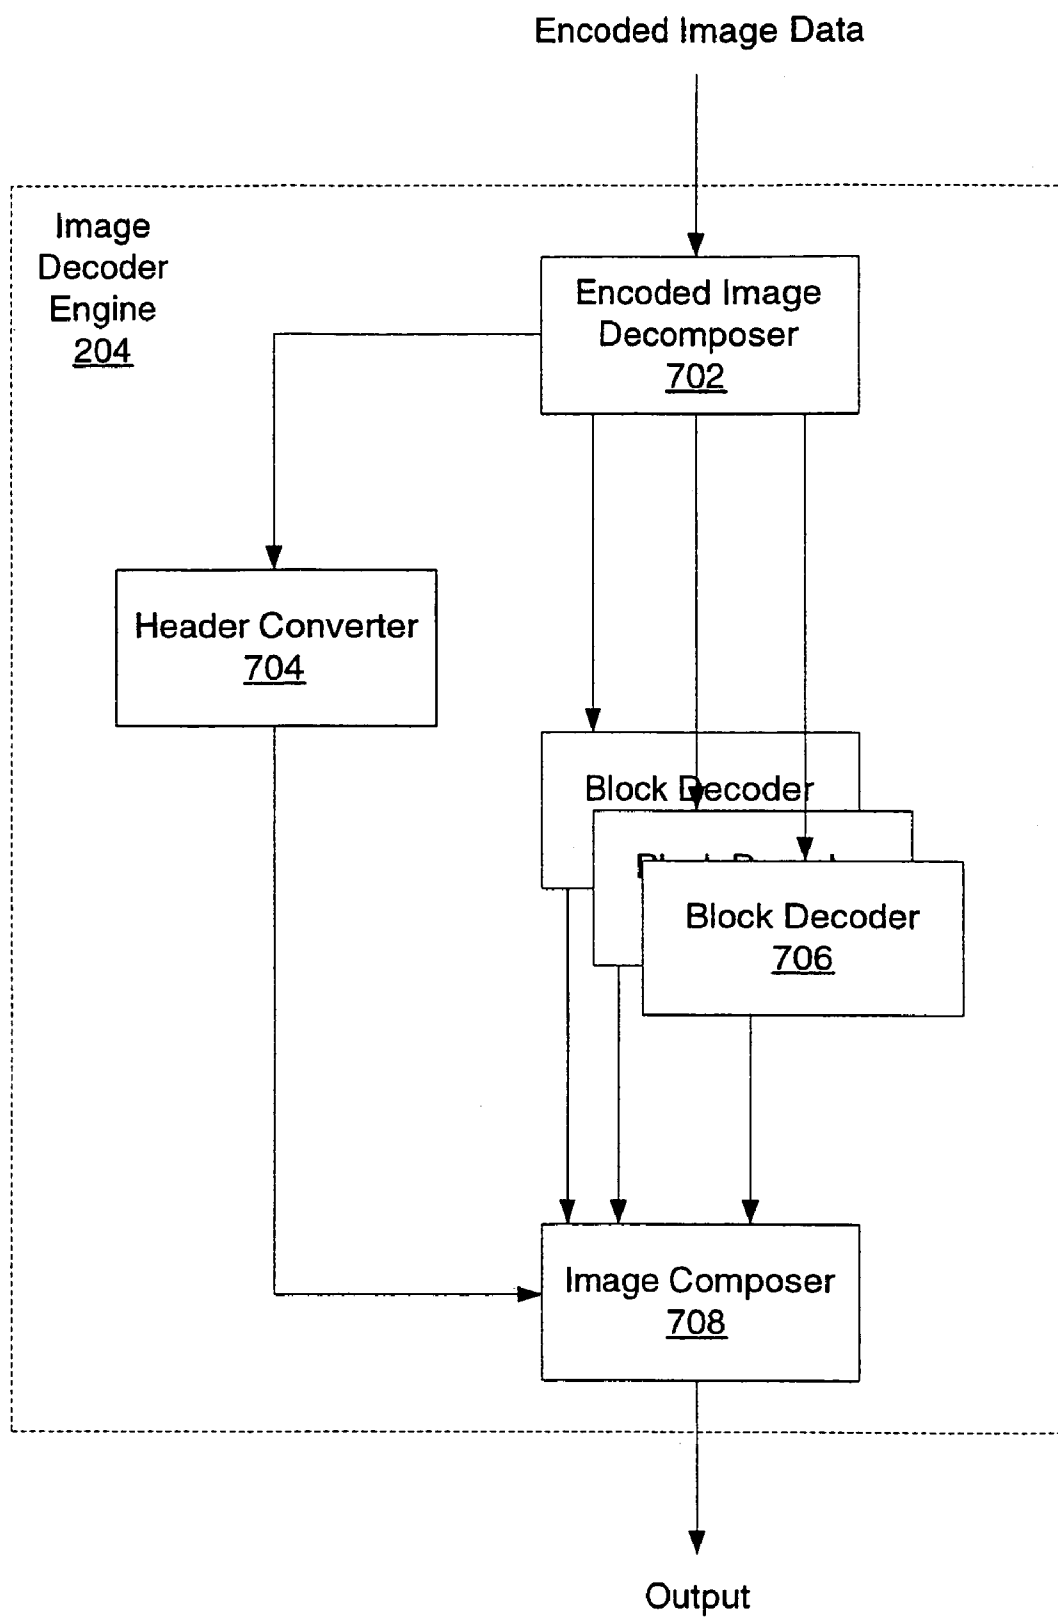 Encoded Image Data
Image
Decoder
Engine
204
Encoded Image
Decomposer
702
Header Converter
704
Block Decoder
Block Decoder
706
Image Composer
708
Output